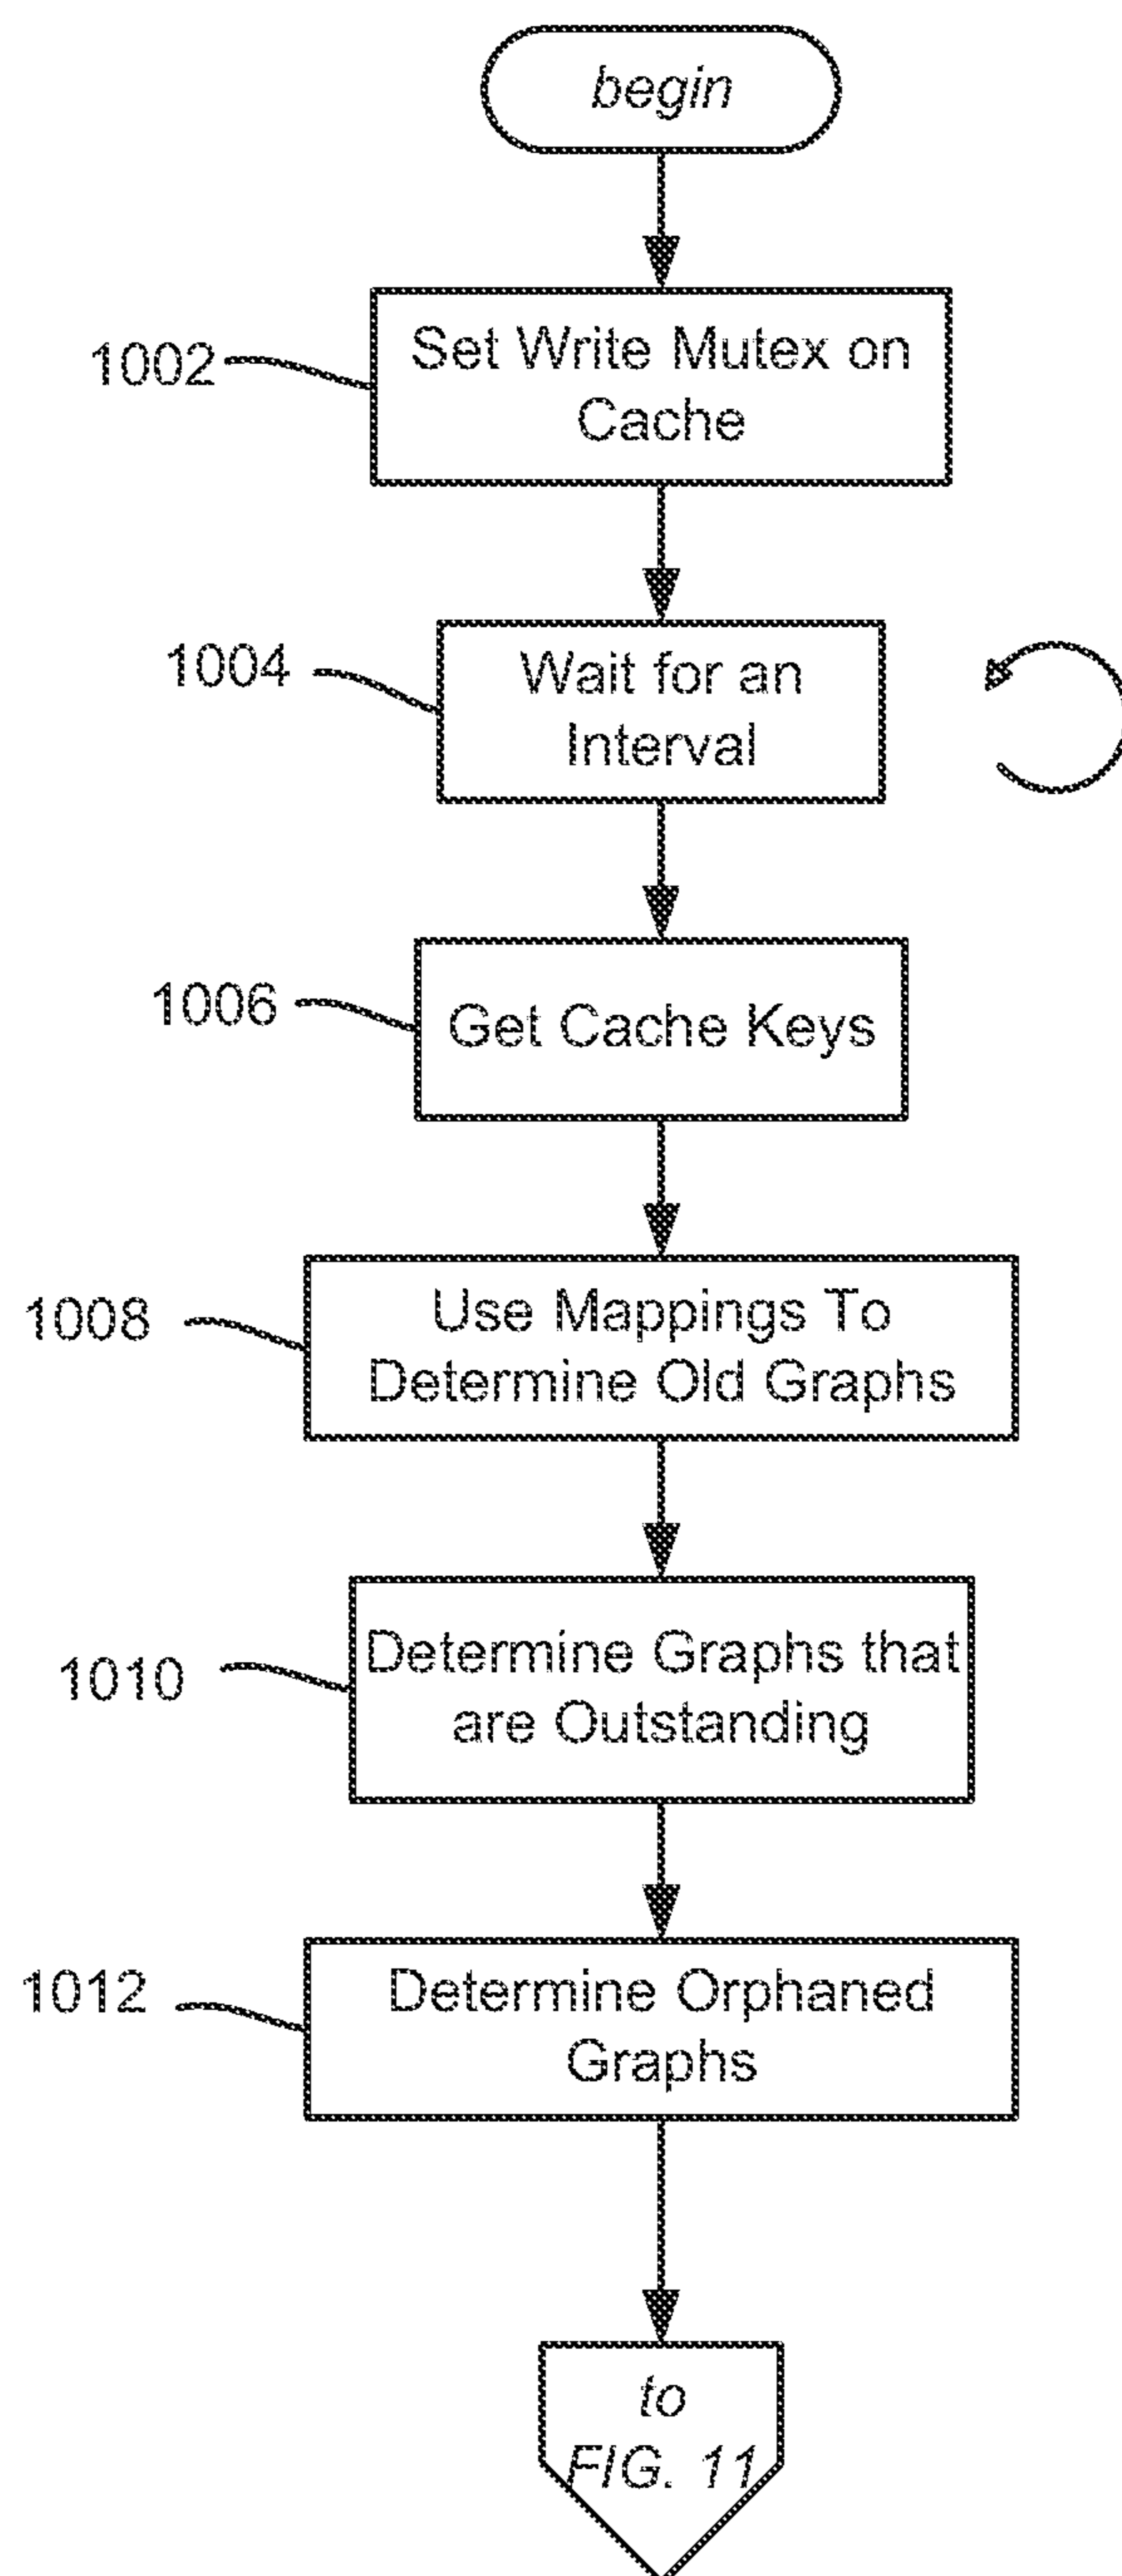 begin
1002
Set Write Mutex on
Cache
1004
Wait for an
Interval
1006
Get Cache Keys
1008
Use Mappings To
Determine Old Graphs
1010
Determine Graphs that
are Outstanding
1012
Determine Orphaned
Graphs
to
FIG. 11